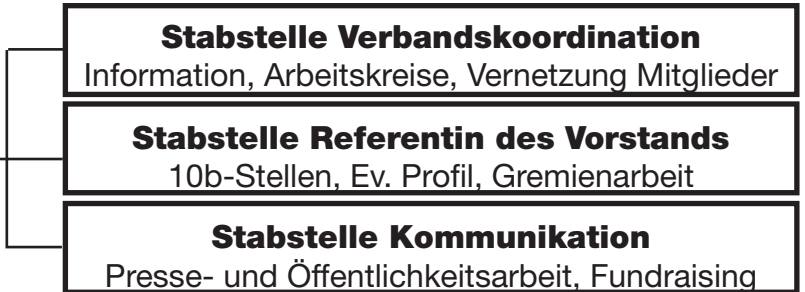 Stabstelle Verbandskoordination
Information, Arbeitskreise, Vernetzung Mitglieder
Stabstelle Referentin des Vorstands
10b-Stellen, Ev. Profil, Gremienarbeit
Stabstelle Kommunikation
Presse- und Öffentlichkeitsarbeit, Fundraising